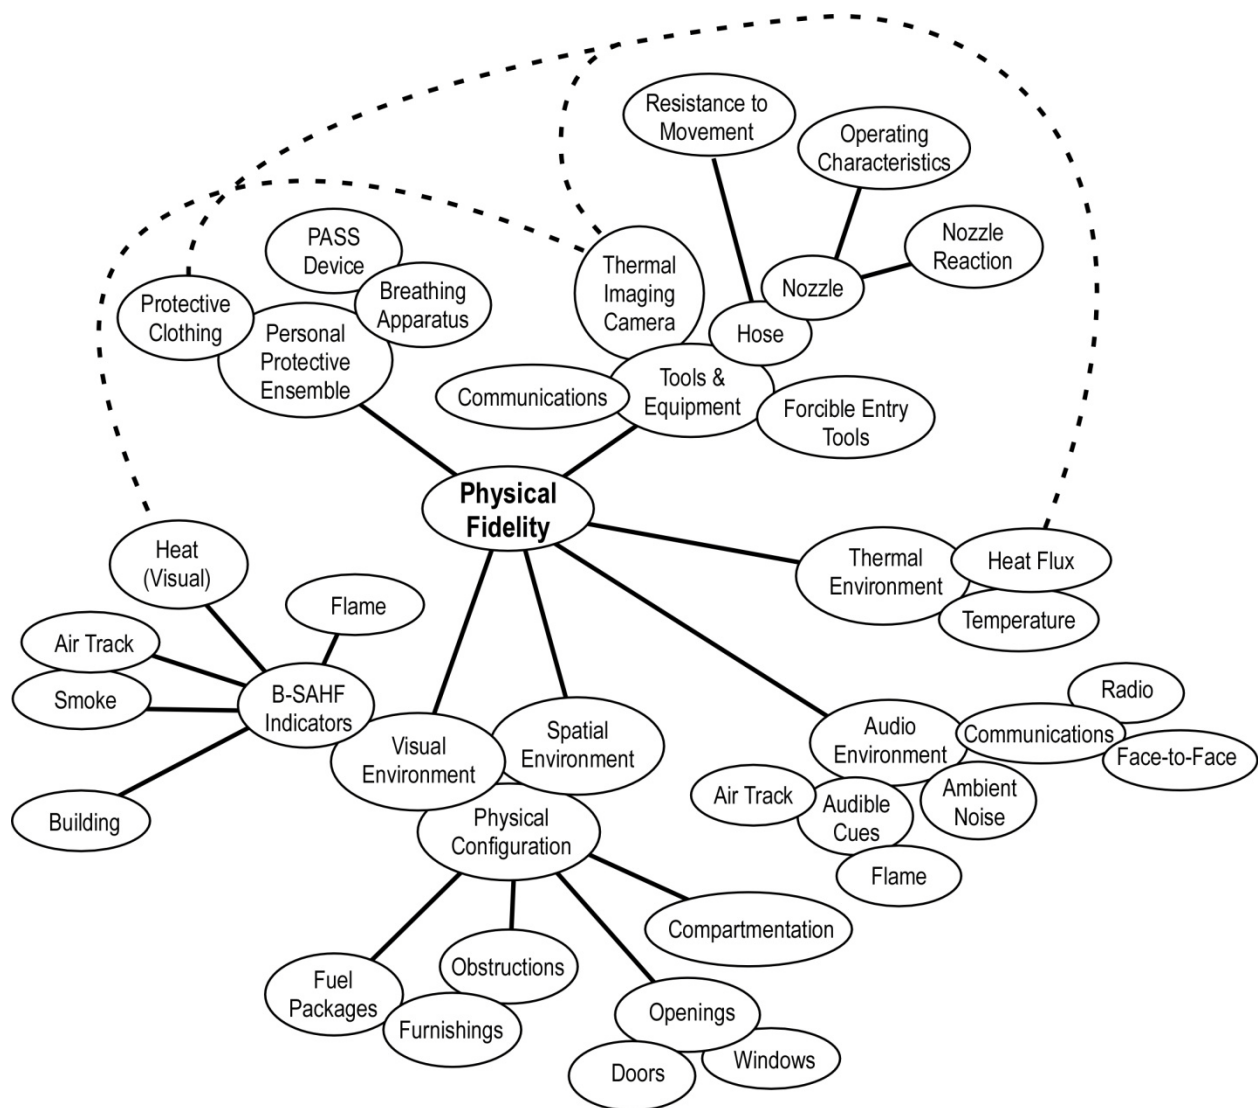 Resistance to
Movement
Operating
Characteristics
Nozzle
Reaction
PASS
Device
Thermal
Imaging
Camera
Nozzle
Protective
Clothing
Breathing
Apparatus
Hose
Personal
Protective
Ensemble
Communications
Tools &
Equipment
Forcible Entry
Tools
Physical
Fidelity
Heat
(Visual)
Thermal
Environment
Heat Flux
Temperature
Flame
Air Track
Smoke
B-SAHF
Indicators
Building
Visual
Environment
Spatial
Environment
Audio
Environment
Radio
Communications
Face-to-Face
Air Track
Audible
Cues
Ambient
Noise
Flame
Physical
Configuration
Compartmentation
Fuel
Packages
Obstructions
Furnishings
Openings
Doors
Windows